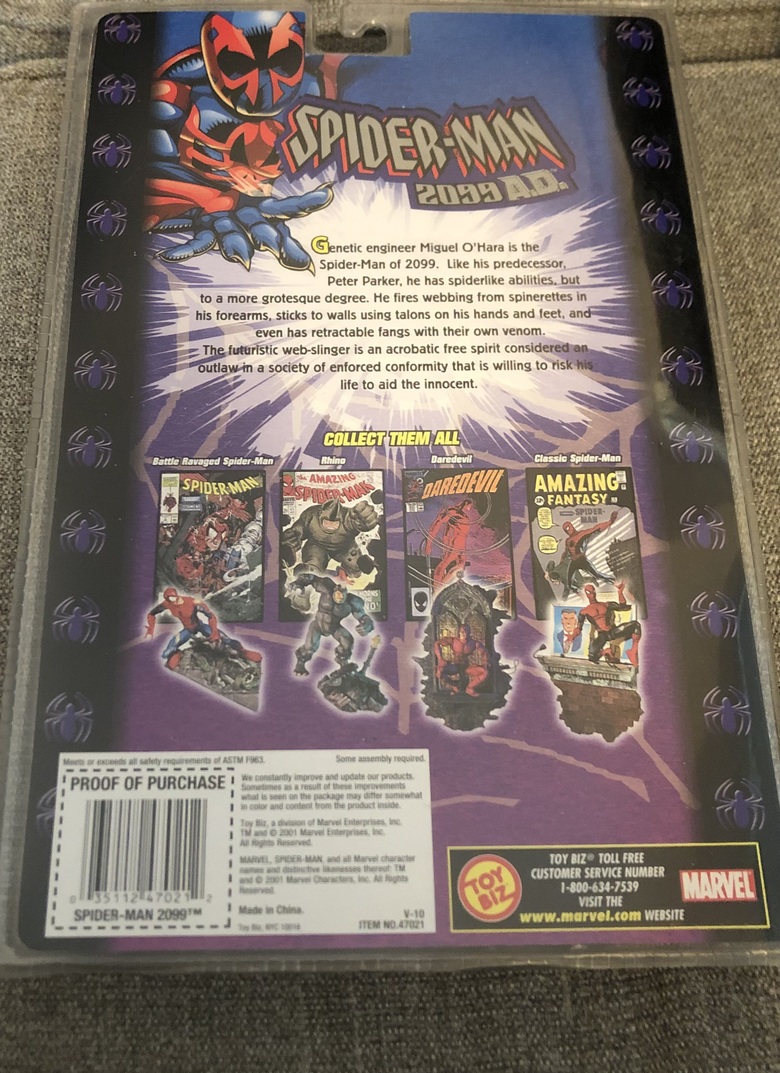 SPIDER-MAN
2099 A.D.
Genetic engineer Miguel O'Hara is the
Spider-Man of 2099. Like his predecessor,
Peter Parker, he has spiderlike abilities, but
to a more grotesque degree. He fires webbing from spinerettes in
his forearms, sticks to walls using talons on his hands and feet, and
even has retractable fangs with their own venom.
The futuristic web-slinger is an acrobatic free spirit considered an
outlaw in a society of enforced conformity that is willing to risk his
life to aid the innocent.
COLLECT THEM ALL
Battle Ravaged Spider-Man
Rhino
Daredevil
Classic Spider-Man
SPIDER-MAN
The AMAZING
SPIDER-MAN
DAREDEVIL
AMAZING
FANTASY
SPIDER-
MAN
Meets or exceeds all safety requirements of ASTM F963.
Some assembly required.
PROOF OF PURCHASE
0 35112 47021 2
SPIDER-MAN 2099™
We constantly improve and update our products.
Sometimes as a result of these improvements
what is seen on the package may differ somewhat
in color and content from the product inside.
Toy Biz, a division of Marvel Enterprises, Inc.
TM and © 2001 Marvel Enterprises, Inc.
All Rights Reserved.
MARVEL, SPIDER-MAN, and all Marvel character
names and distinctive likenesses thereof: TM
and © 2001 Marvel Characters, Inc. All Rights
Reserved.
Made in China.
V-10
Toy Biz, NYC 10016
ITEM NO.47021
TOY
BIZ
TOY BIZ® TOLL FREE
CUSTOMER SERVICE NUMBER
1-800-634-7539
VISIT THE
www.marvel.com WEBSITE
MARVEL